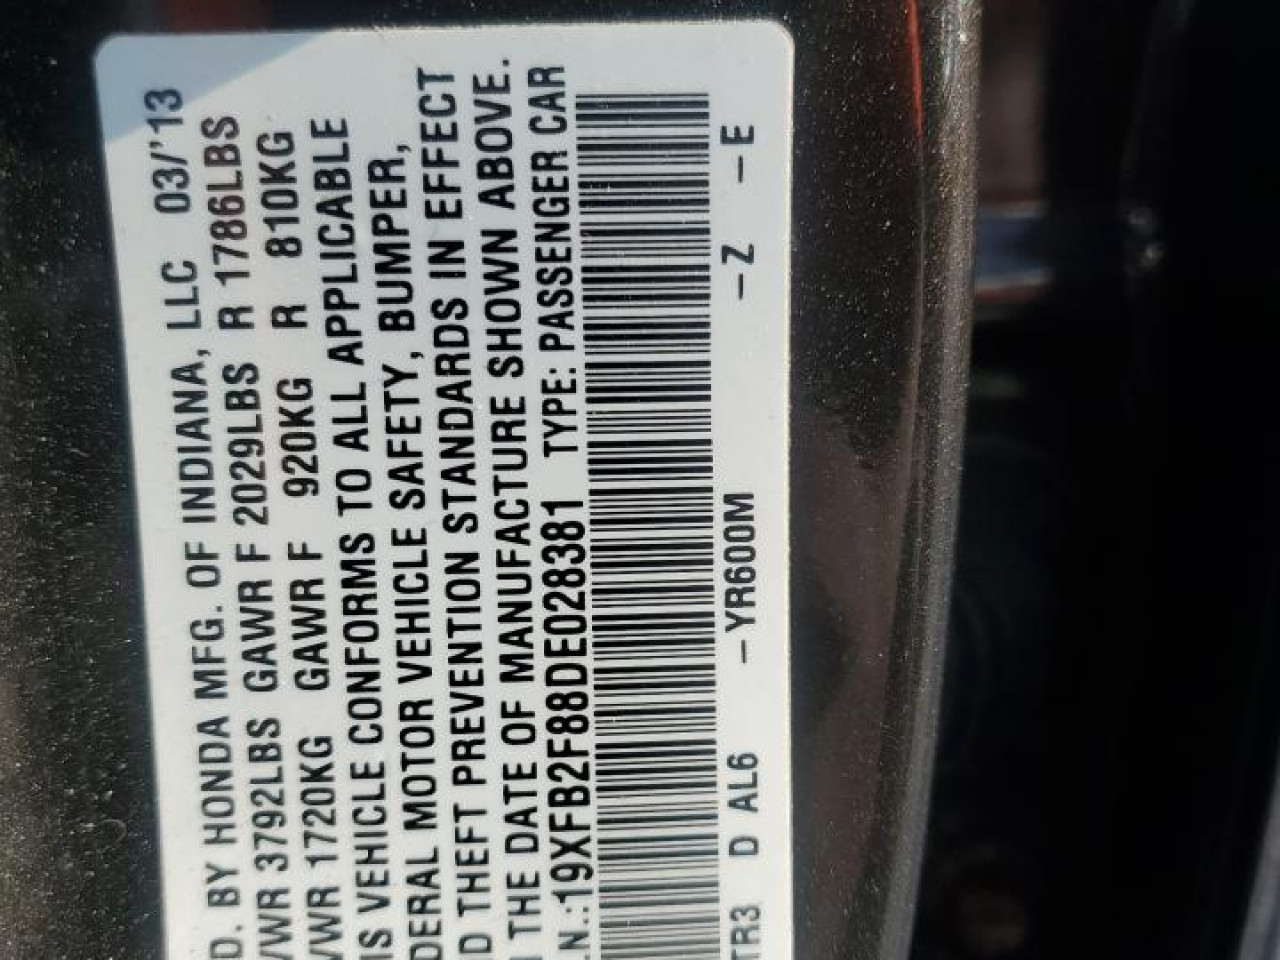 D. BY HONDA MFG. OF INDIANA, LLC 03/'13
VWR 3792LBS GAWR F 2029LBS R 1786LBS
VWR 1720KG GAWR F 920KG R 810KG
IS VEHICLE CONFORMS TO ALL APPLICABLE
DERAL MOTOR VEHICLE SAFETY, BUMPER,
D THEFT PREVENTION STANDARDS IN EFFECT
THE DATE OF MANUFACTURE SHOWN ABOVE.
.N.:19XFB2F88DE028381 TYPE: PASSENGER CAR
TR3 D AL6 – YR600M – Z – E